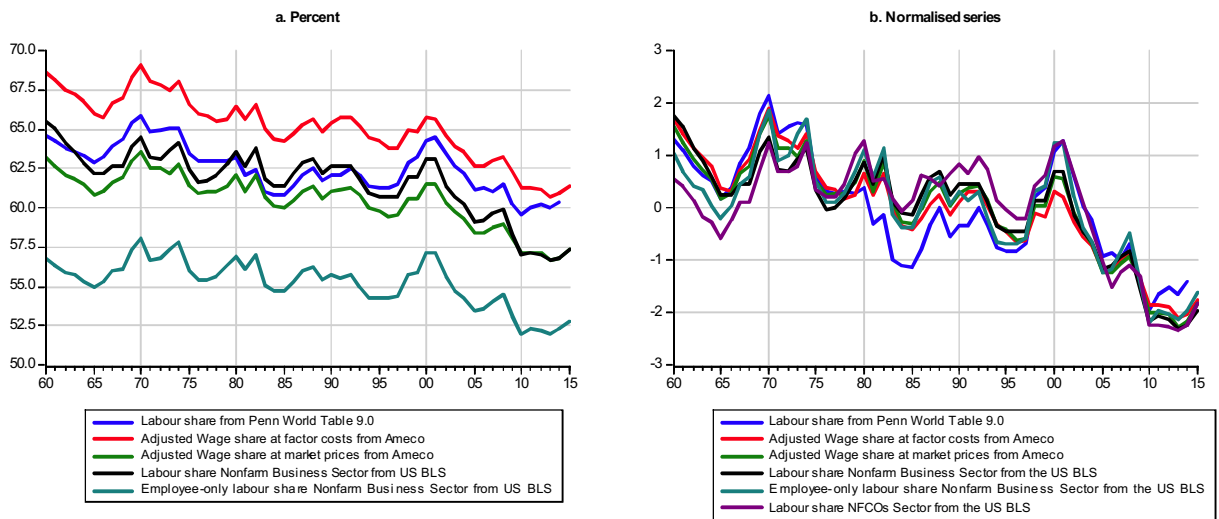 a. Percent
70.0
67.5
65.0
62.5
60.0
57.5
55.0
52.5
50.0
60 65 70 75 80 85 90 95 00 05 10 15
Labour share from Penn World Table 9.0
Adjusted Wage share at factor costs from Ameco
Adjusted Wage share at market prices from Ameco
Labour share Nonfarm Business Sector from US BLS
Employee-only labour share Nonfarm Business Sector from US BLS
b. Normalised series
3
2
1
0
-1
-2
-3
60 65 70 75 80 85 90 95 00 05 10 15
Labour share from Penn World Table 9.0
Adjusted Wage share at factor costs from Ameco
Adjusted Wage share at market prices from Ameco
Labour share Nonfarm Business Sector from the US BLS
Employee-only labour share Nonfarm Business Sector from the US BLS
Labour share NFCOs Sector from the US BLS